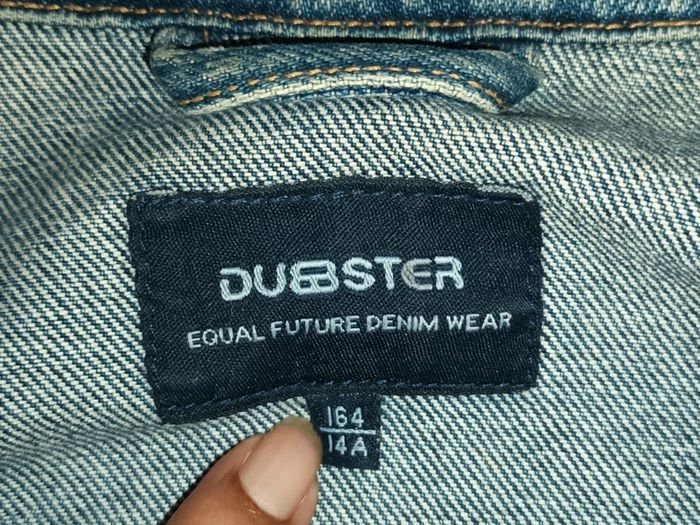 DUBBSTER
EQUAL FUTURE DENIM WEAR
164
14A